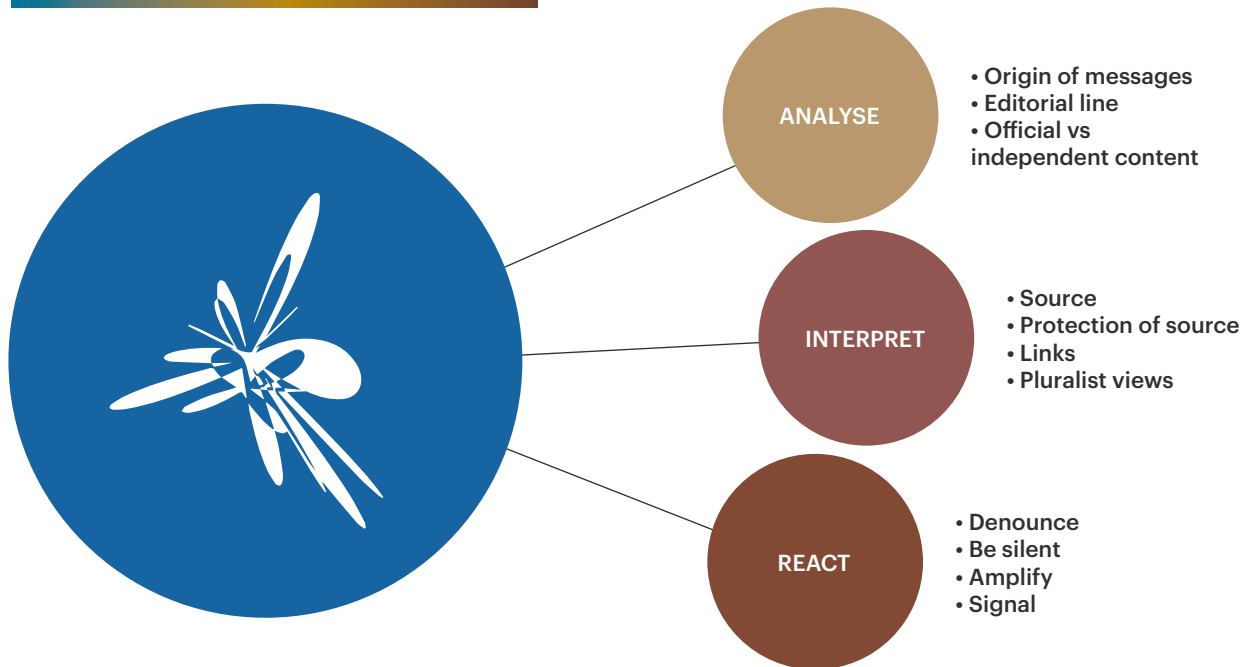 ANALYSE
• Origin of messages
• Editorial line
• Official vs
independent content
INTERPRET
• Source
• Protection of source
• Links
• Pluralist views
REACT
• Denounce
• Be silent
• Amplify
• Signal